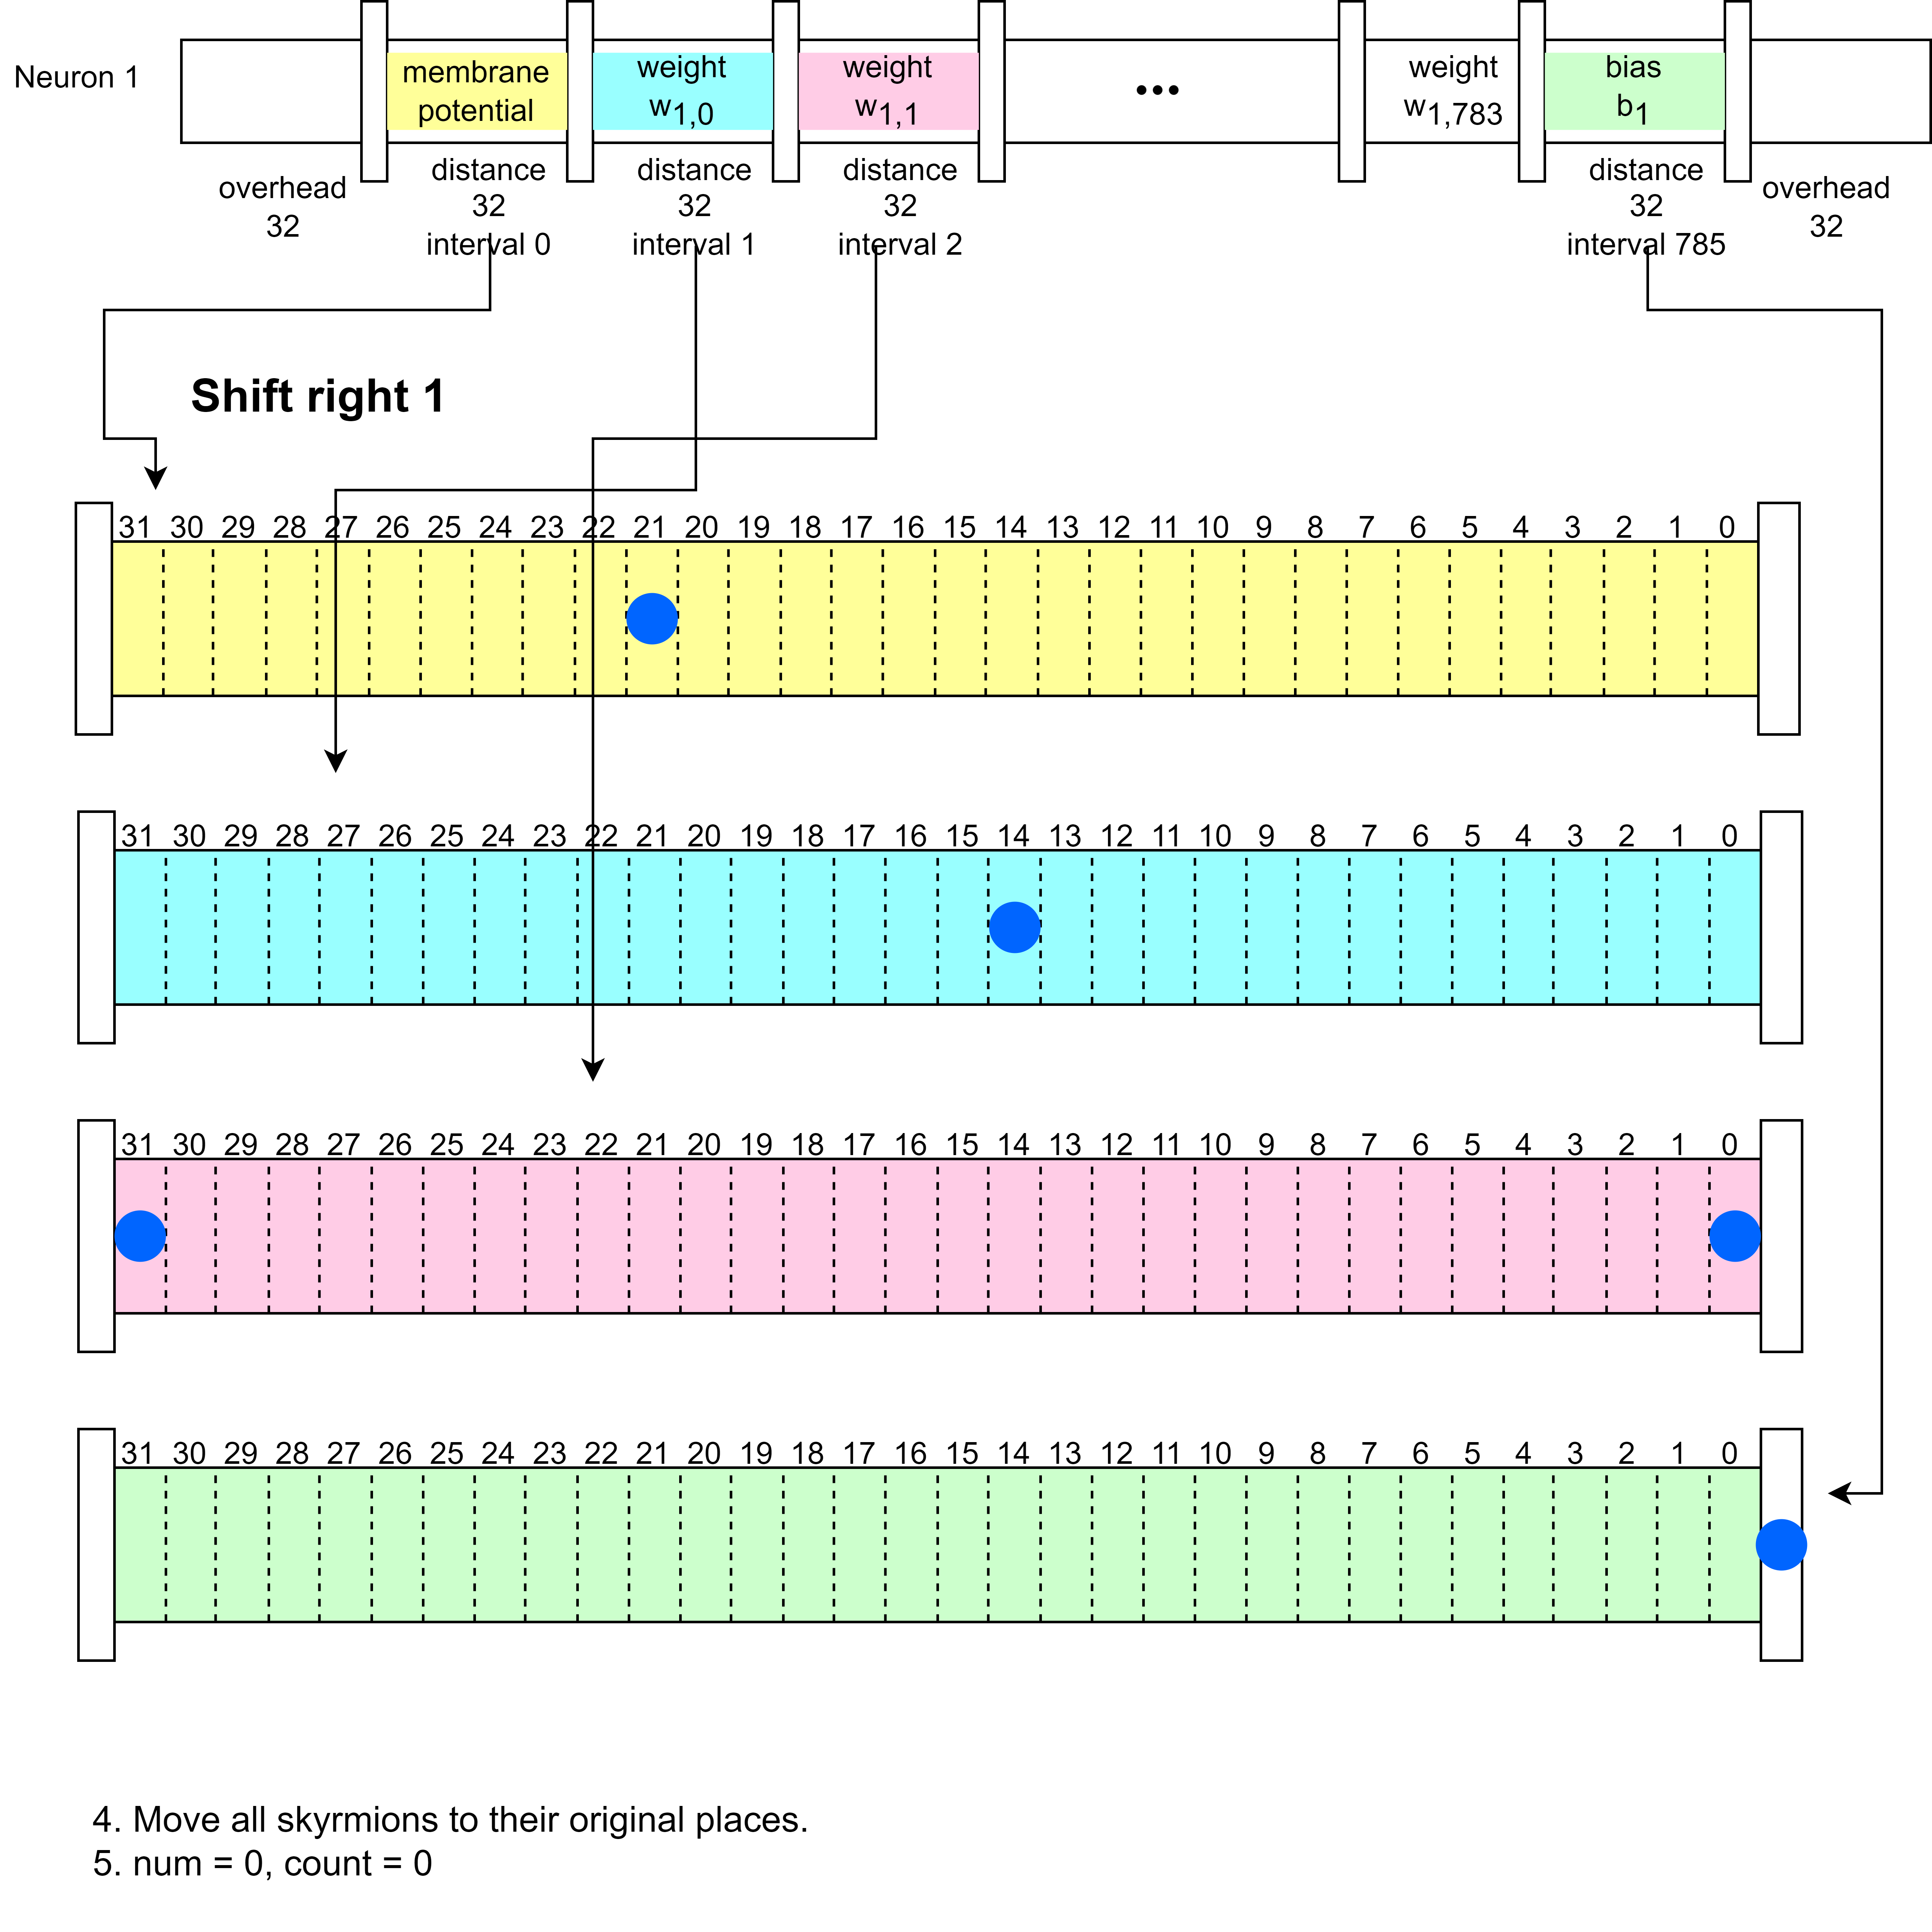 Neuron 1
membrane
potential
weight
w1,0
weight
w1,1
•••
weight
w1,783
bias
b1
overhead
32
distance
32
interval 0
distance
32
interval 1
distance
32
interval 2
distance
32
interval 785
overhead
32
Shift right 1
31 30 29 28 27 26 25 24 23 22 21 20 19 18 17 16 15 14 13 12 11 10 9 8 7 6 5 4 3 2 1 0
31 30 29 28 27 26 25 24 23 22 21 20 19 18 17 16 15 14 13 12 11 10 9 8 7 6 5 4 3 2 1 0
31 30 29 28 27 26 25 24 23 22 21 20 19 18 17 16 15 14 13 12 11 10 9 8 7 6 5 4 3 2 1 0
31 30 29 28 27 26 25 24 23 22 21 20 19 18 17 16 15 14 13 12 11 10 9 8 7 6 5 4 3 2 1 0
4. Move all skyrmions to their original places.
5. num = 0, count = 0